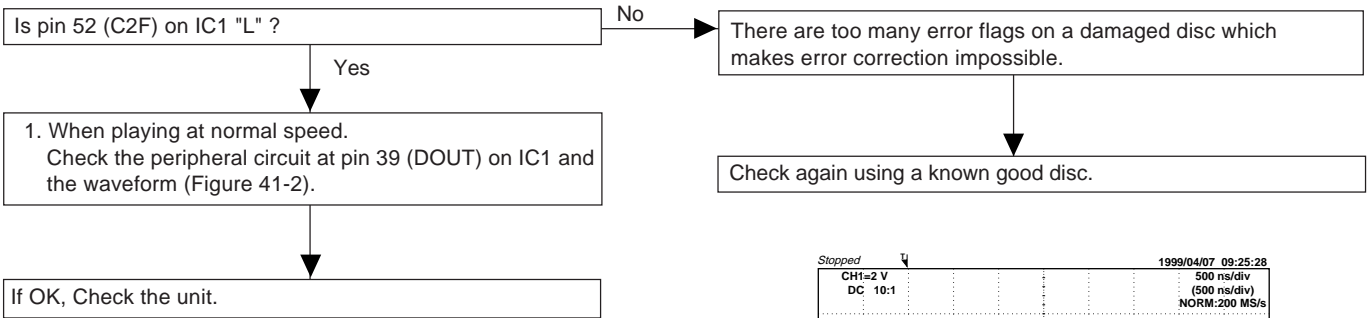 Is pin 52 (C2F) on IC1 "L" ?
No
There are too many error flags on a damaged disc which
makes error correction impossible.
Yes
1. When playing at normal speed.
Check the peripheral circuit at pin 39 (DOUT) on IC1 and
the waveform (Figure 41-2).
Check again using a known good disc.
If OK, Check the unit.
Stopped
1999/04/07 09:25:28
CH1=2 V
500 ns/div
DC 10:1
(500 ns/div)
NORM:200 MS/s